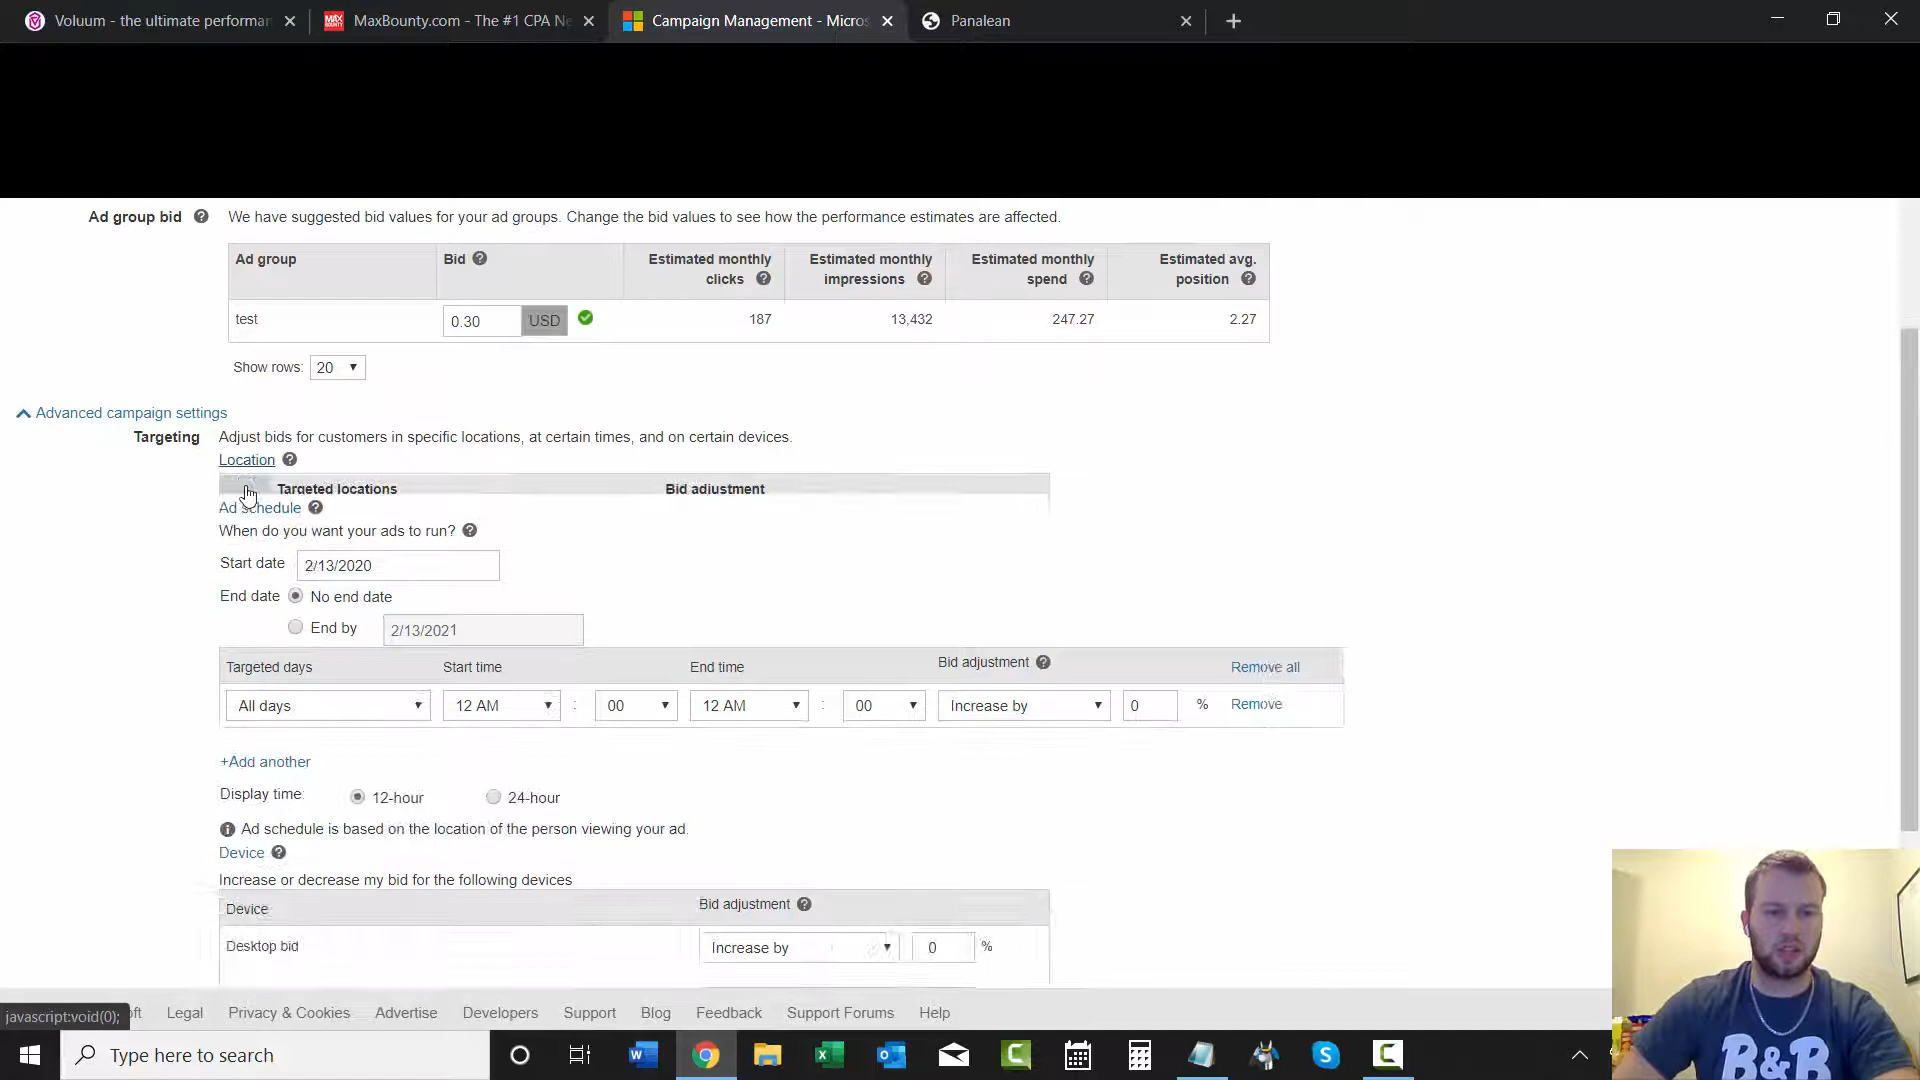 Voluum - the ultimate performan
MaxBounty.com - The #1 CPA Ne
Campaign Management - Micros
Panalean
Ad group bid
We have suggested bid values for your ad groups. Change the bid values to see how the performance estimates are affected.
Ad group
Bid
Estimated monthly clicks
Estimated monthly impressions
Estimated monthly spend
Estimated avg. position
test
0.30
USD
187
13,432
247.27
2.27
Show rows: 20
Advanced campaign settings
Targeting
Adjust bids for customers in specific locations, at certain times, and on certain devices.
Location
Targeted locations
Bid adjustment
Ad schedule
When do you want your ads to run?
Start date 2/13/2020
End date No end date
End by 2/13/2021
Targeted days Start time End time Bid adjustment Remove all
All days 12 AM : 00 12 AM : 00 Increase by 0 % Remove
+Add another
Display time: 12-hour 24-hour
Ad schedule is based on the location of the person viewing your ad.
Device
Increase or decrease my bid for the following devices
Device Bid adjustment
Desktop bid Increase by 0 %
javascript:void(0);
oft Legal Privacy & Cookies Advertise Developers Support Blog Feedback Support Forums Help
Type here to search
B&B